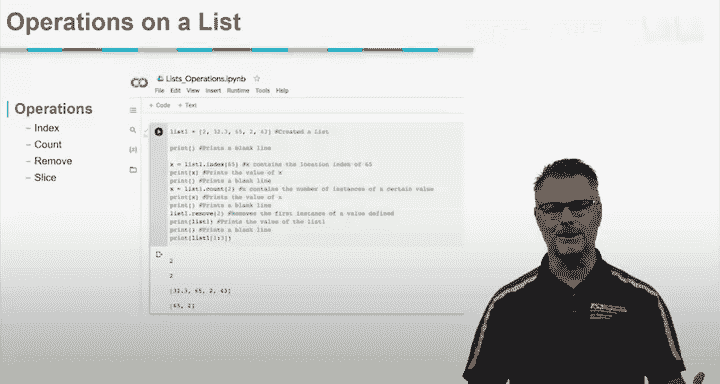 Operations on a List
Operations
– Index
– Count
– Remove
– Slice
Lists_Operations.ipynb
File Edit View Insert Runtime Tools Help
+ Code + Text
list1 = [2, 32.3, 65, 2, 43] #Created a List
print() #Prints a blank line
x = list1.index(65) #x contains the location index of 65
print(x) #Prints the value of x
print() #Prints a blank line
x = list1.count(2) #x contains the number of instances of a certain value
print(x) #Prints the value of x
print() #Prints a blank line
list1.remove(2) #Removes the first instance of a value defined
print(list1) #Prints the value of the list1
print() #Prints a blank line
print(list1[1:3])
2
2
[32.3, 65, 2, 43]
[65, 2]